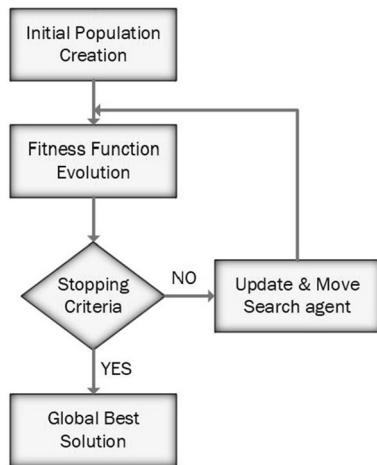 Initial Population
Creation
Fitness Function
Evolution
Stopping
Criteria
NO
Update & Move
Search agent
YES
Global Best
Solution